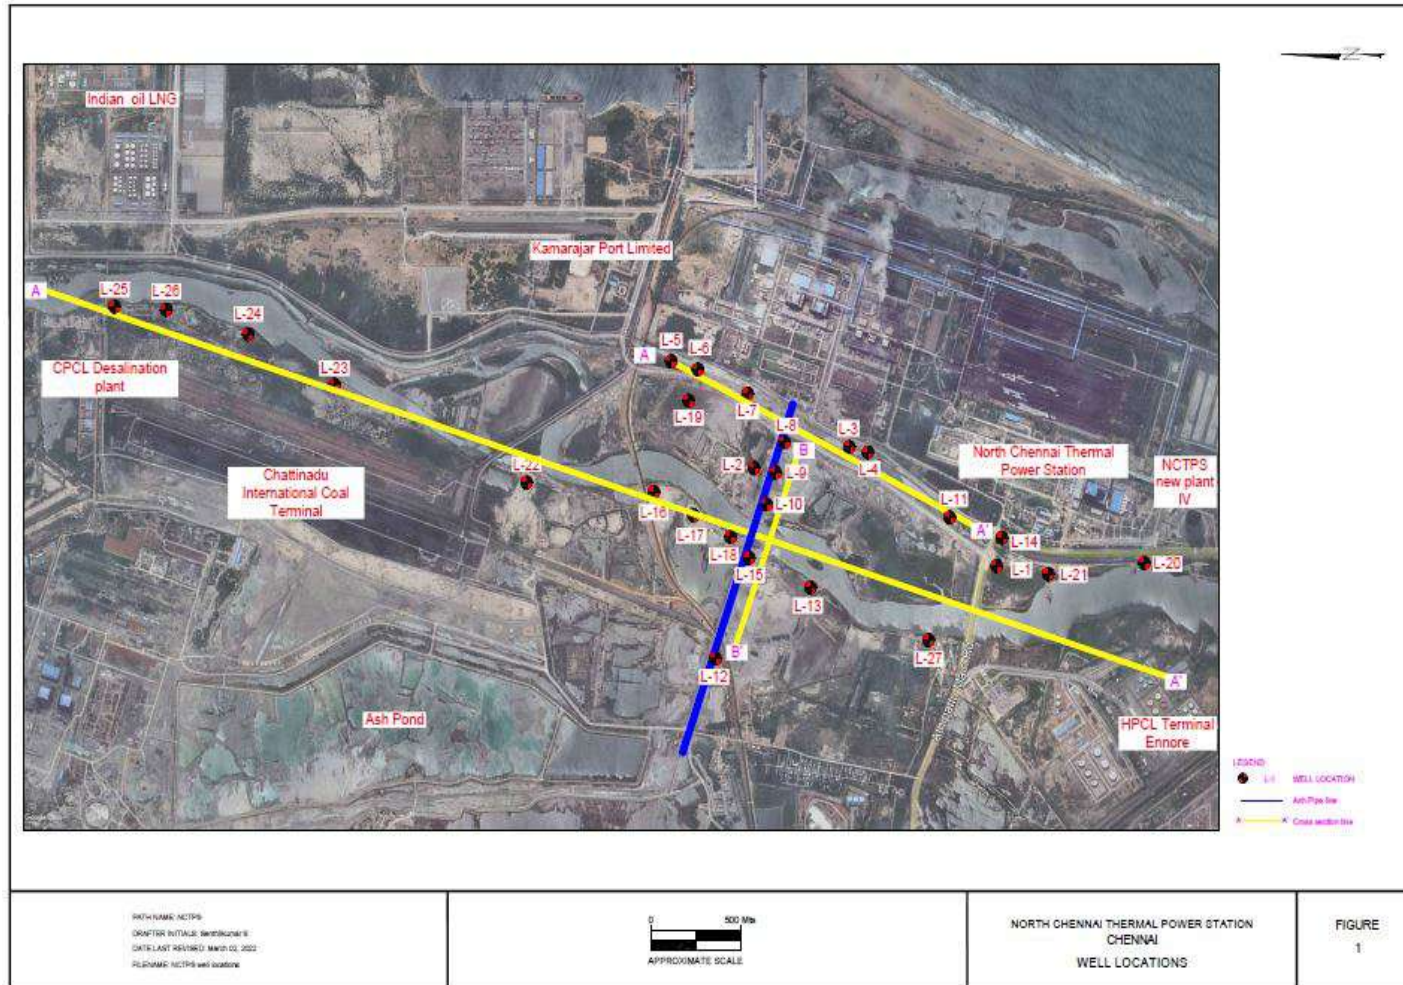 N
Indian oil LNG
Kamarajar Port Limited
A
L-25
L-26
L-24
L-23
CPCL Desalination
plant
A
L-5
L-6
L-19
L-7
L-8
B
L-3
L-4
L-2
L-9
L-10
North Chennai Thermal
Power Station
NCTPS
new plant
IV
Chattinadu
International Coal
Terminal
L-22
L-16
L-17
L-18
L-15
L-11
A'
L-14
L-1
L-21
L-20
L-13
L-27
B'
L-12
A'
Ash Pond
HPCL Terminal
Ennore
LEGEND
L-1 WELL LOCATION
Ash Pipe line
A A' Cross section line
PATH NAME: NCTPS
DRAFTER INITIALS: Senthilkumar S
DATE LAST REVISED: March 02, 2022
FILENAME: NCTPS well locations
0 500 Mts
APPROXIMATE SCALE
NORTH CHENNAI THERMAL POWER STATION
CHENNAI
WELL LOCATIONS
FIGURE
1